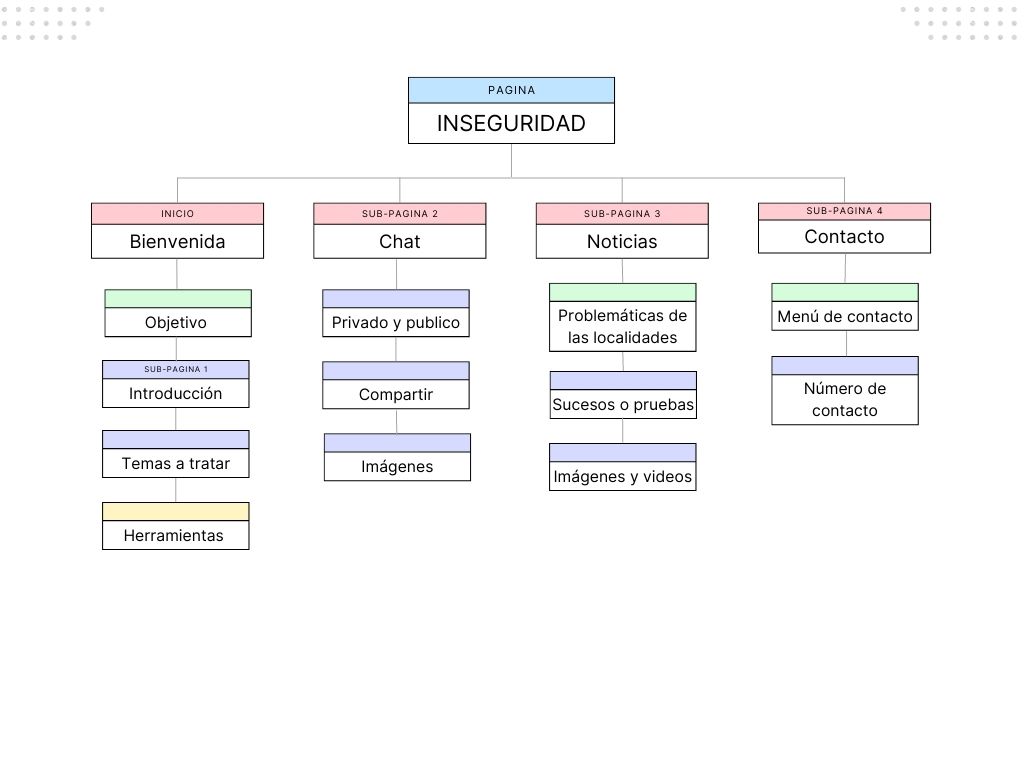 PAGINA
INSEGURIDAD
INICIO
Bienvenida
Objetivo
SUB-PAGINA 1
Introducción
Temas a tratar
Herramientas
SUB-PAGINA 2
Chat
Privado y publico
Compartir
Imágenes
SUB-PAGINA 3
Noticias
Problemáticas de
las localidades
Sucesos o pruebas
Imágenes y videos
SUB-PAGINA 4
Contacto
Menú de contacto
Número de
contacto